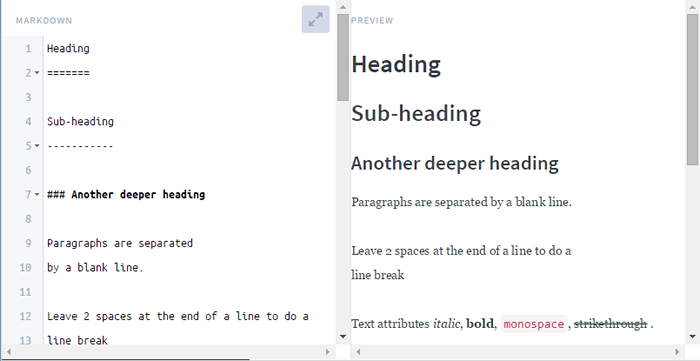 MARKDOWN
1 Heading
2 =======
3
4 Sub-heading
5 -----------
6
7 ### Another deeper heading
8
9 Paragraphs are separated
10 by a blank line.
11
12 Leave 2 spaces at the end of a line to do a
13 line break
PREVIEW
Heading
Sub-heading
Another deeper heading
Paragraphs are separated by a blank line.
Leave 2 spaces at the end of a line to do a
line break
Text attributes italic, bold, monospace , strikethrough .